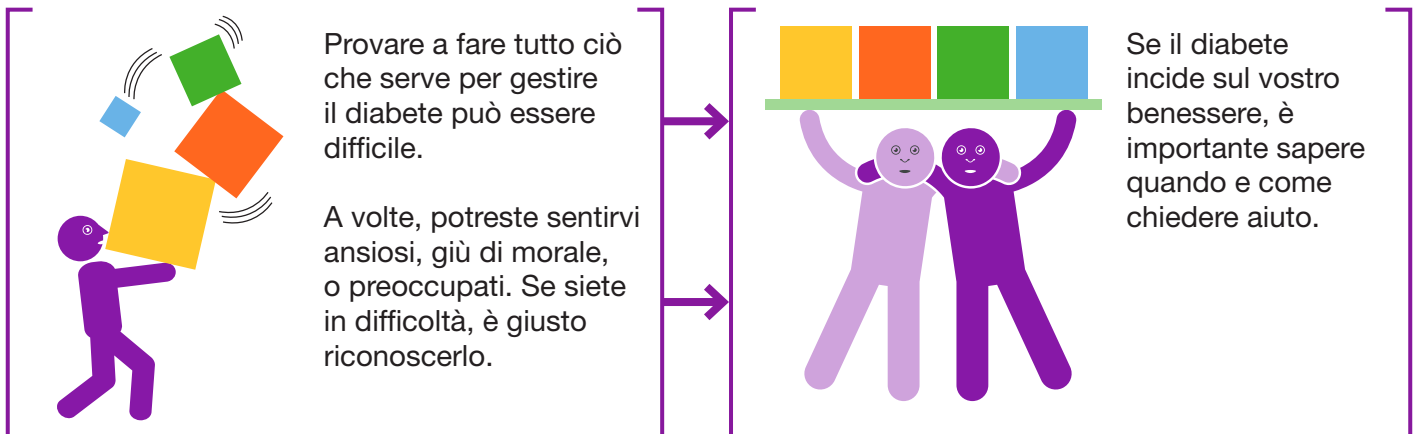 Provare a fare tutto ciò
che serve per gestire
il diabete può essere
difficile.
A volte, potreste sentirvi
ansiosi, giù di morale,
o preoccupati. Se siete
in difficoltà, è giusto
riconoscerlo.
Se il diabete
incide sul vostro
benessere, è
importante sapere
quando e come
chiedere aiuto.